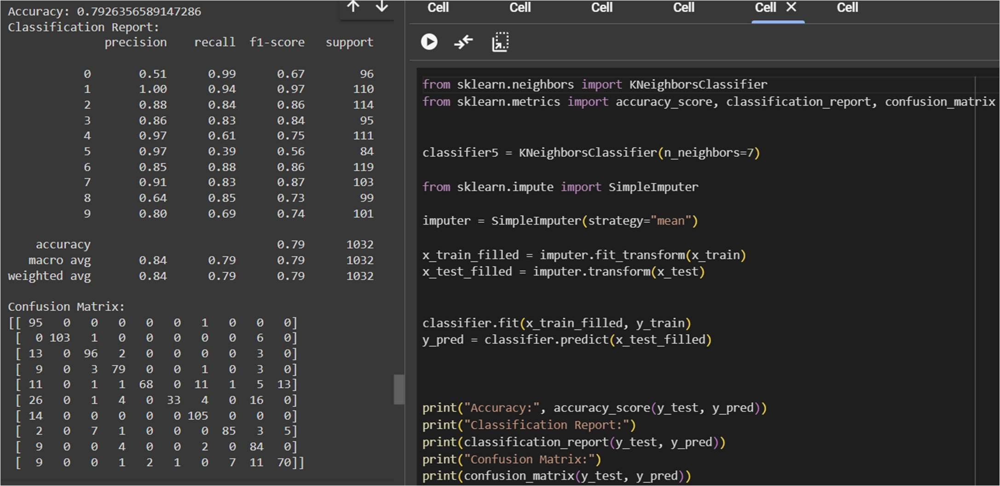 Accuracy: 0.7926356589147286
Classification Report:
precision recall f1-score support
0 0.51 0.99 0.67 96
1 1.00 0.94 0.97 110
2 0.88 0.84 0.86 114
3 0.86 0.83 0.84 95
4 0.97 0.61 0.75 111
5 0.97 0.39 0.56 84
6 0.85 0.88 0.86 119
7 0.91 0.83 0.87 103
8 0.64 0.85 0.73 99
9 0.80 0.69 0.74 101
accuracy 0.79 1032
macro avg 0.84 0.79 0.79 1032
weighted avg 0.84 0.79 0.79 1032
Confusion Matrix:
[[ 95 0 0 0 0 0 1 0 0 0]
[ 0 103 1 0 0 0 0 0 6 0]
[ 13 0 96 2 0 0 0 0 3 0]
[ 9 0 3 79 0 0 1 0 3 0]
[ 11 0 1 1 68 0 11 1 5 13]
[ 26 0 1 4 0 33 4 0 16 0]
[ 14 0 0 0 0 0 105 0 0 0]
[ 2 0 7 1 0 0 0 85 3 5]
[ 9 0 0 4 0 0 2 0 84 0]
[ 9 0 0 1 2 1 0 7 11 70]]
Cell Cell Cell Cell Cell Cell
from sklearn.neighbors import KNeighborsClassifier
from sklearn.metrics import accuracy_score, classification_report, confusion_matrix
classifier5 = KNeighborsClassifier(n_neighbors=7)
from sklearn.impute import SimpleImputer
imputer = SimpleImputer(strategy="mean")
x_train_filled = imputer.fit_transform(x_train)
x_test_filled = imputer.transform(x_test)
classifier.fit(x_train_filled, y_train)
y_pred = classifier.predict(x_test_filled)
print("Accuracy:", accuracy_score(y_test, y_pred))
print("Classification Report:")
print(classification_report(y_test, y_pred))
print("Confusion Matrix:")
print(confusion_matrix(y_test, y_pred))